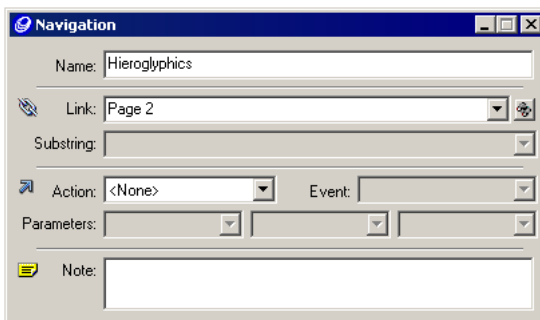 Navigation
Name: Hieroglyphics
Link: Page 2
Substring:
Action: <None> Event:
Parameters:
Note: